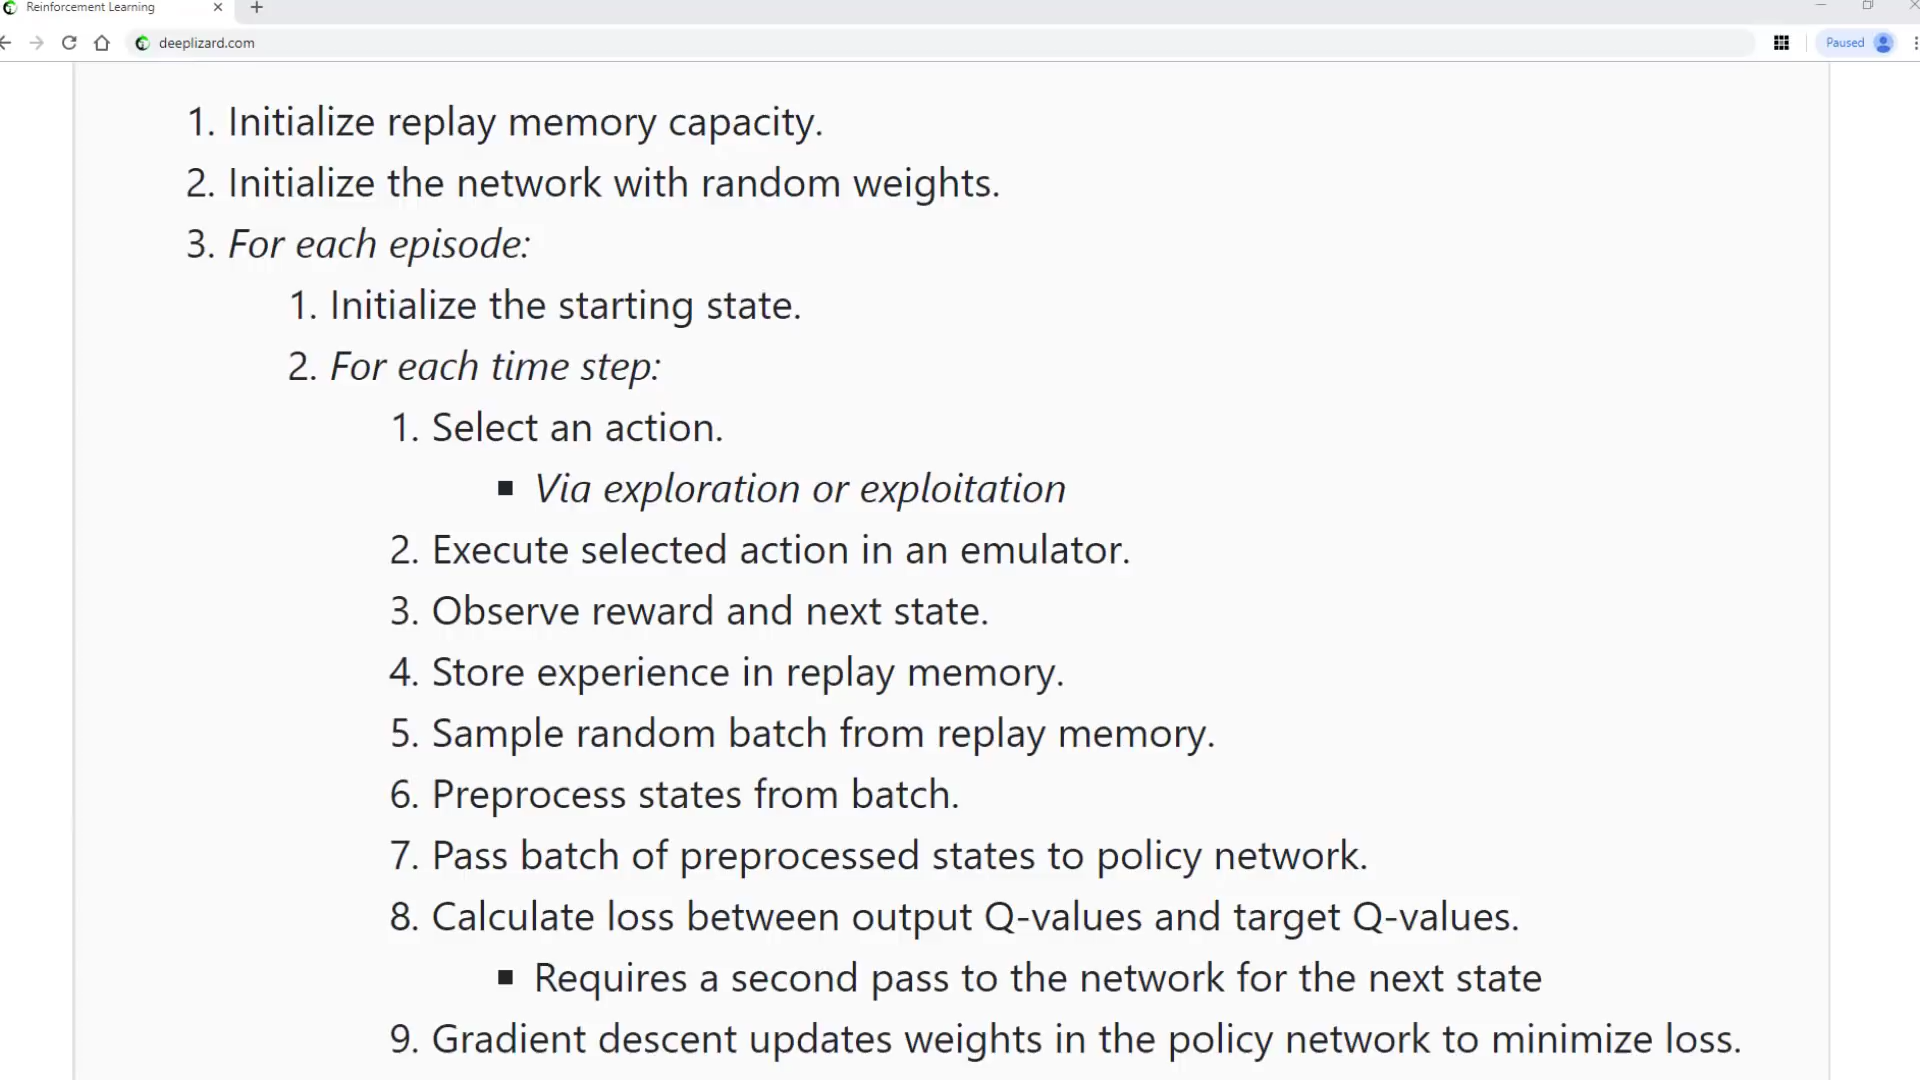 Reinforcement Learning
deeplizard.com
Paused
1. Initialize replay memory capacity.
2. Initialize the network with random weights.
3. For each episode:
1. Initialize the starting state.
2. For each time step:
1. Select an action.
■ Via exploration or exploitation
2. Execute selected action in an emulator.
3. Observe reward and next state.
4. Store experience in replay memory.
5. Sample random batch from replay memory.
6. Preprocess states from batch.
7. Pass batch of preprocessed states to policy network.
8. Calculate loss between output Q-values and target Q-values.
■ Requires a second pass to the network for the next state
9. Gradient descent updates weights in the policy network to minimize loss.